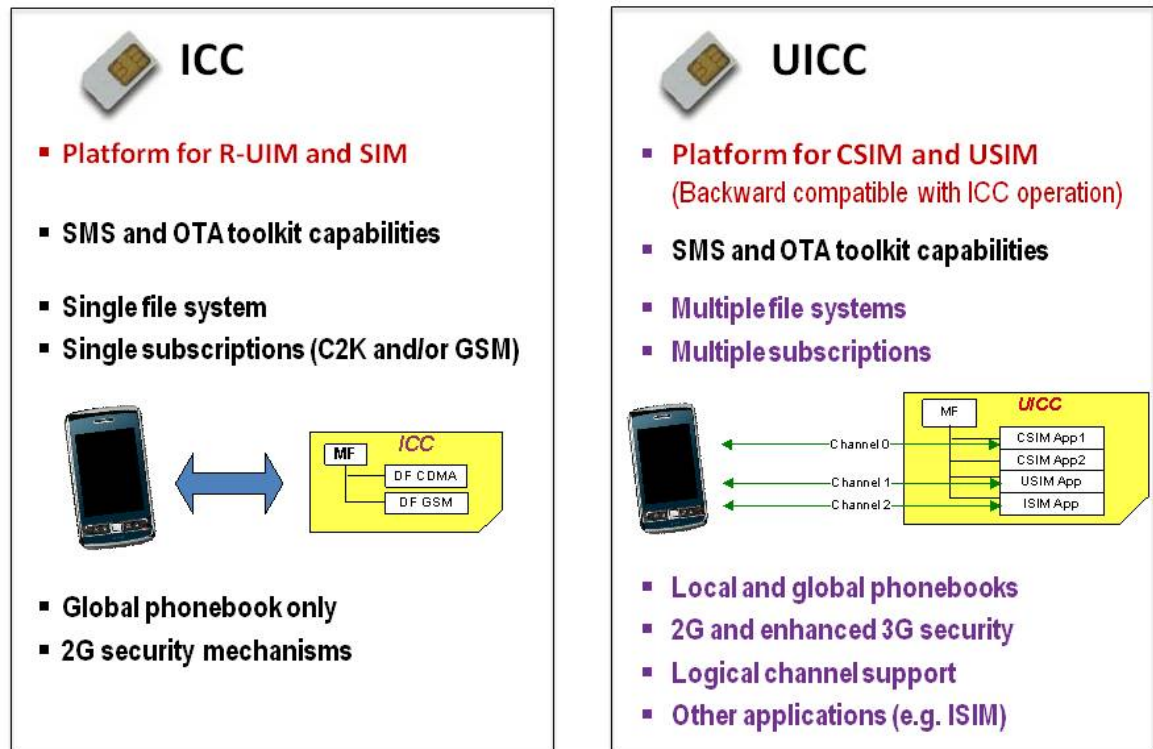 ICC
▪ Platform for R-UIM and SIM
▪ SMS and OTA toolkit capabilities
▪ Single file system
▪ Single subscriptions (C2K and/or GSM)
ICC
MF
DF CDMA
DF GSM
▪ Global phonebook only
▪ 2G security mechanisms
UICC
▪ Platform for CSIM and USIM
(Backward compatible with ICC operation)
▪ SMS and OTA toolkit capabilities
▪ Multiple file systems
▪ Multiple subscriptions
UICC
MF
Channel 0
CSIM App1
CSIM App2
Channel 1
USIM App
Channel 2
ISIM App
▪ Local and global phonebooks
▪ 2G and enhanced 3G security
▪ Logical channel support
▪ Other applications (e.g. ISIM)